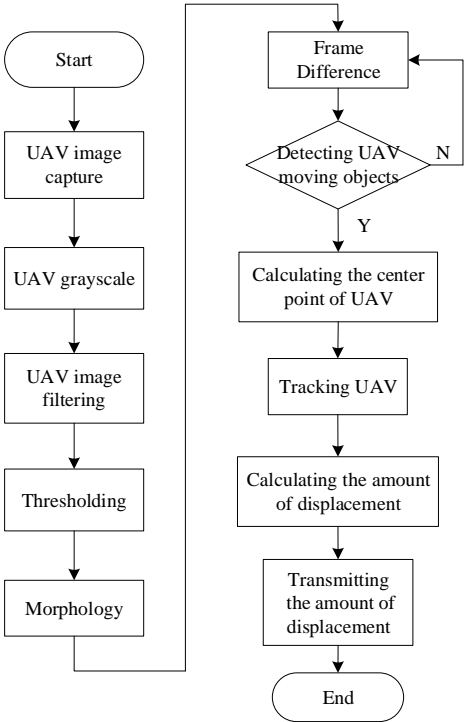 Start
UAV image
capture
UAV grayscale
UAV image
filtering
Thresholding
Morphology
Frame
Difference
Detecting UAV
moving objects
N
Y
Calculating the center
point of UAV
Tracking UAV
Calculating the amount
of displacement
Transmitting
the amount of
displacement
End